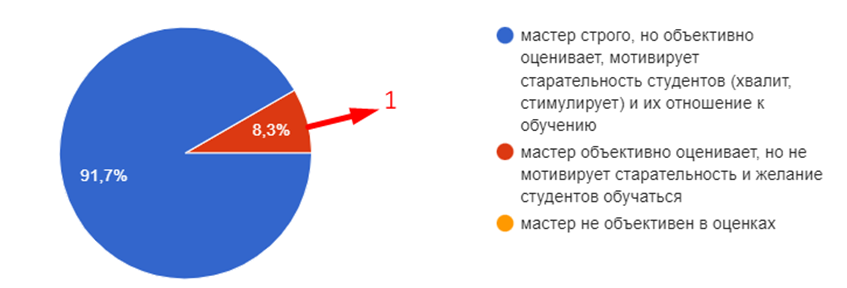 91,7%
8,3%
1
мастер строго, но объективно
оценивает, мотивирует
старательность студентов (хвалит,
стимулирует) и их отношение к
обучению
мастер объективно оценивает, но не
мотивирует старательность и желание
студентов обучаться
мастер не объективен в оценках